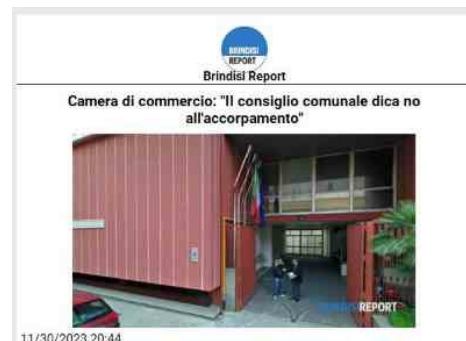 BRINDISI
REPORT
Brindisi Report
Camera di commercio: "Il consiglio comunale dica no
all'accorpamento"
BRINDISI REPORT
11/30/2023 20:44